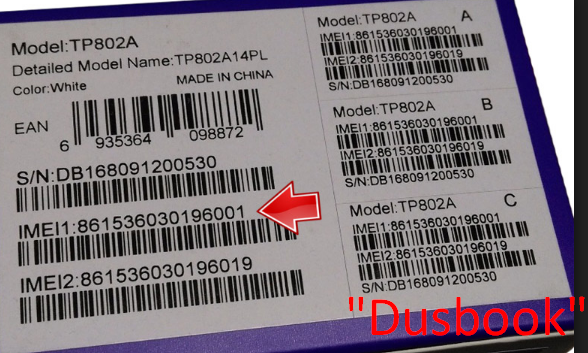 Model:TP802A
Detailed Model Name:TP802A14PL
Color:White
MADE IN CHINA
EAN
6 935364 098872
S/N:DB168091200530
IMEI1:861536030196001
IMEI2:861536030196019
Model:TP802A A
IMEI1:861536030196001
IMEI2:861536030196019
S/N:DB168091200530
Model:TP802A B
IMEI1:861536030196001
IMEI2:861536030196019
S/N:DB168091200530
Model:TP802A C
IMEI1:861536030196001
IMEI2:861536030196019
S/N:DB168091200530
"Dusbook"